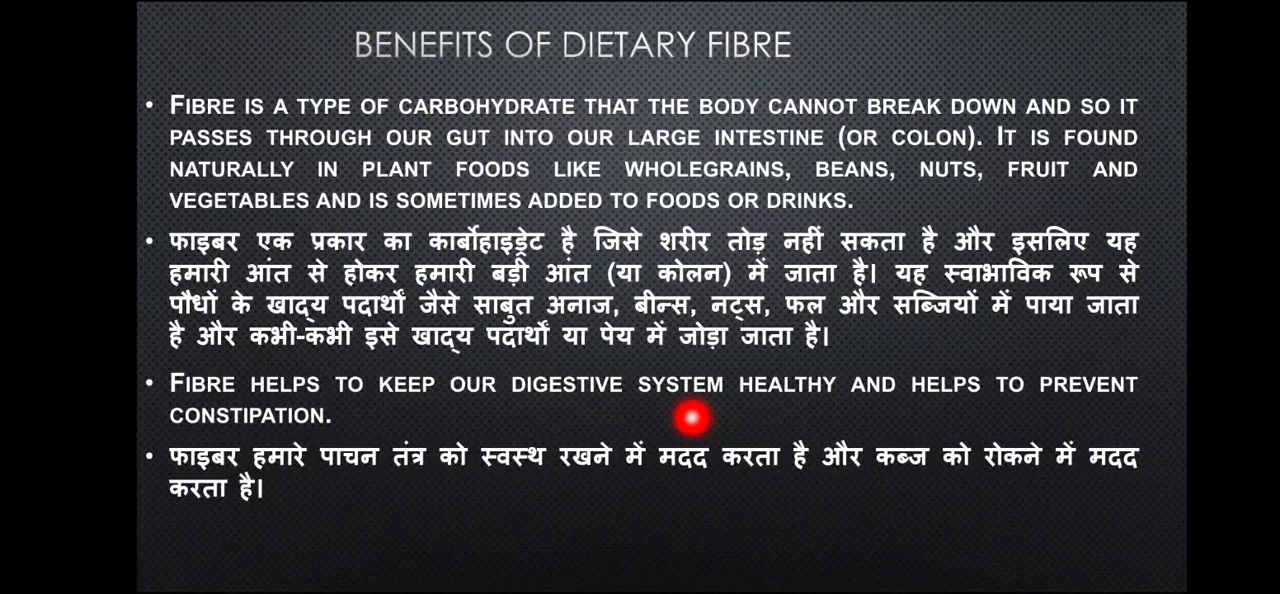 BENEFITS OF DIETARY FIBRE
• FIBRE IS A TYPE OF CARBOHYDRATE THAT THE BODY CANNOT BREAK DOWN AND SO IT
PASSES THROUGH OUR GUT INTO OUR LARGE INTESTINE (OR COLON). IT IS FOUND
NATURALLY IN PLANT FOODS LIKE WHOLEGRAINS, BEANS, NUTS, FRUIT AND
VEGETABLES AND IS SOMETIMES ADDED TO FOODS OR DRINKS.
• फाइबर एक प्रकार का कार्बोहाइड्रेट है जिसे शरीर तोड़ नहीं सकता है और इसलिए यह
हमारी आंत से होकर हमारी बड़ी आंत (या कोलन) में जाता है। यह स्वाभाविक रूप से
पौधों के खाद्य पदार्थों जैसे साबुत अनाज, बीन्स, नट्स, फल और सब्जियों में पाया जाता
है और कभी-कभी इसे खाद्य पदार्थों या पेय में जोड़ा जाता है।
• FIBRE HELPS TO KEEP OUR DIGESTIVE SYSTEM HEALTHY AND HELPS TO PREVENT
CONSTIPATION.
• फाइबर हमारे पाचन तंत्र को स्वस्थ रखने में मदद करता है और कब्ज को रोकने में मदद
करता है।